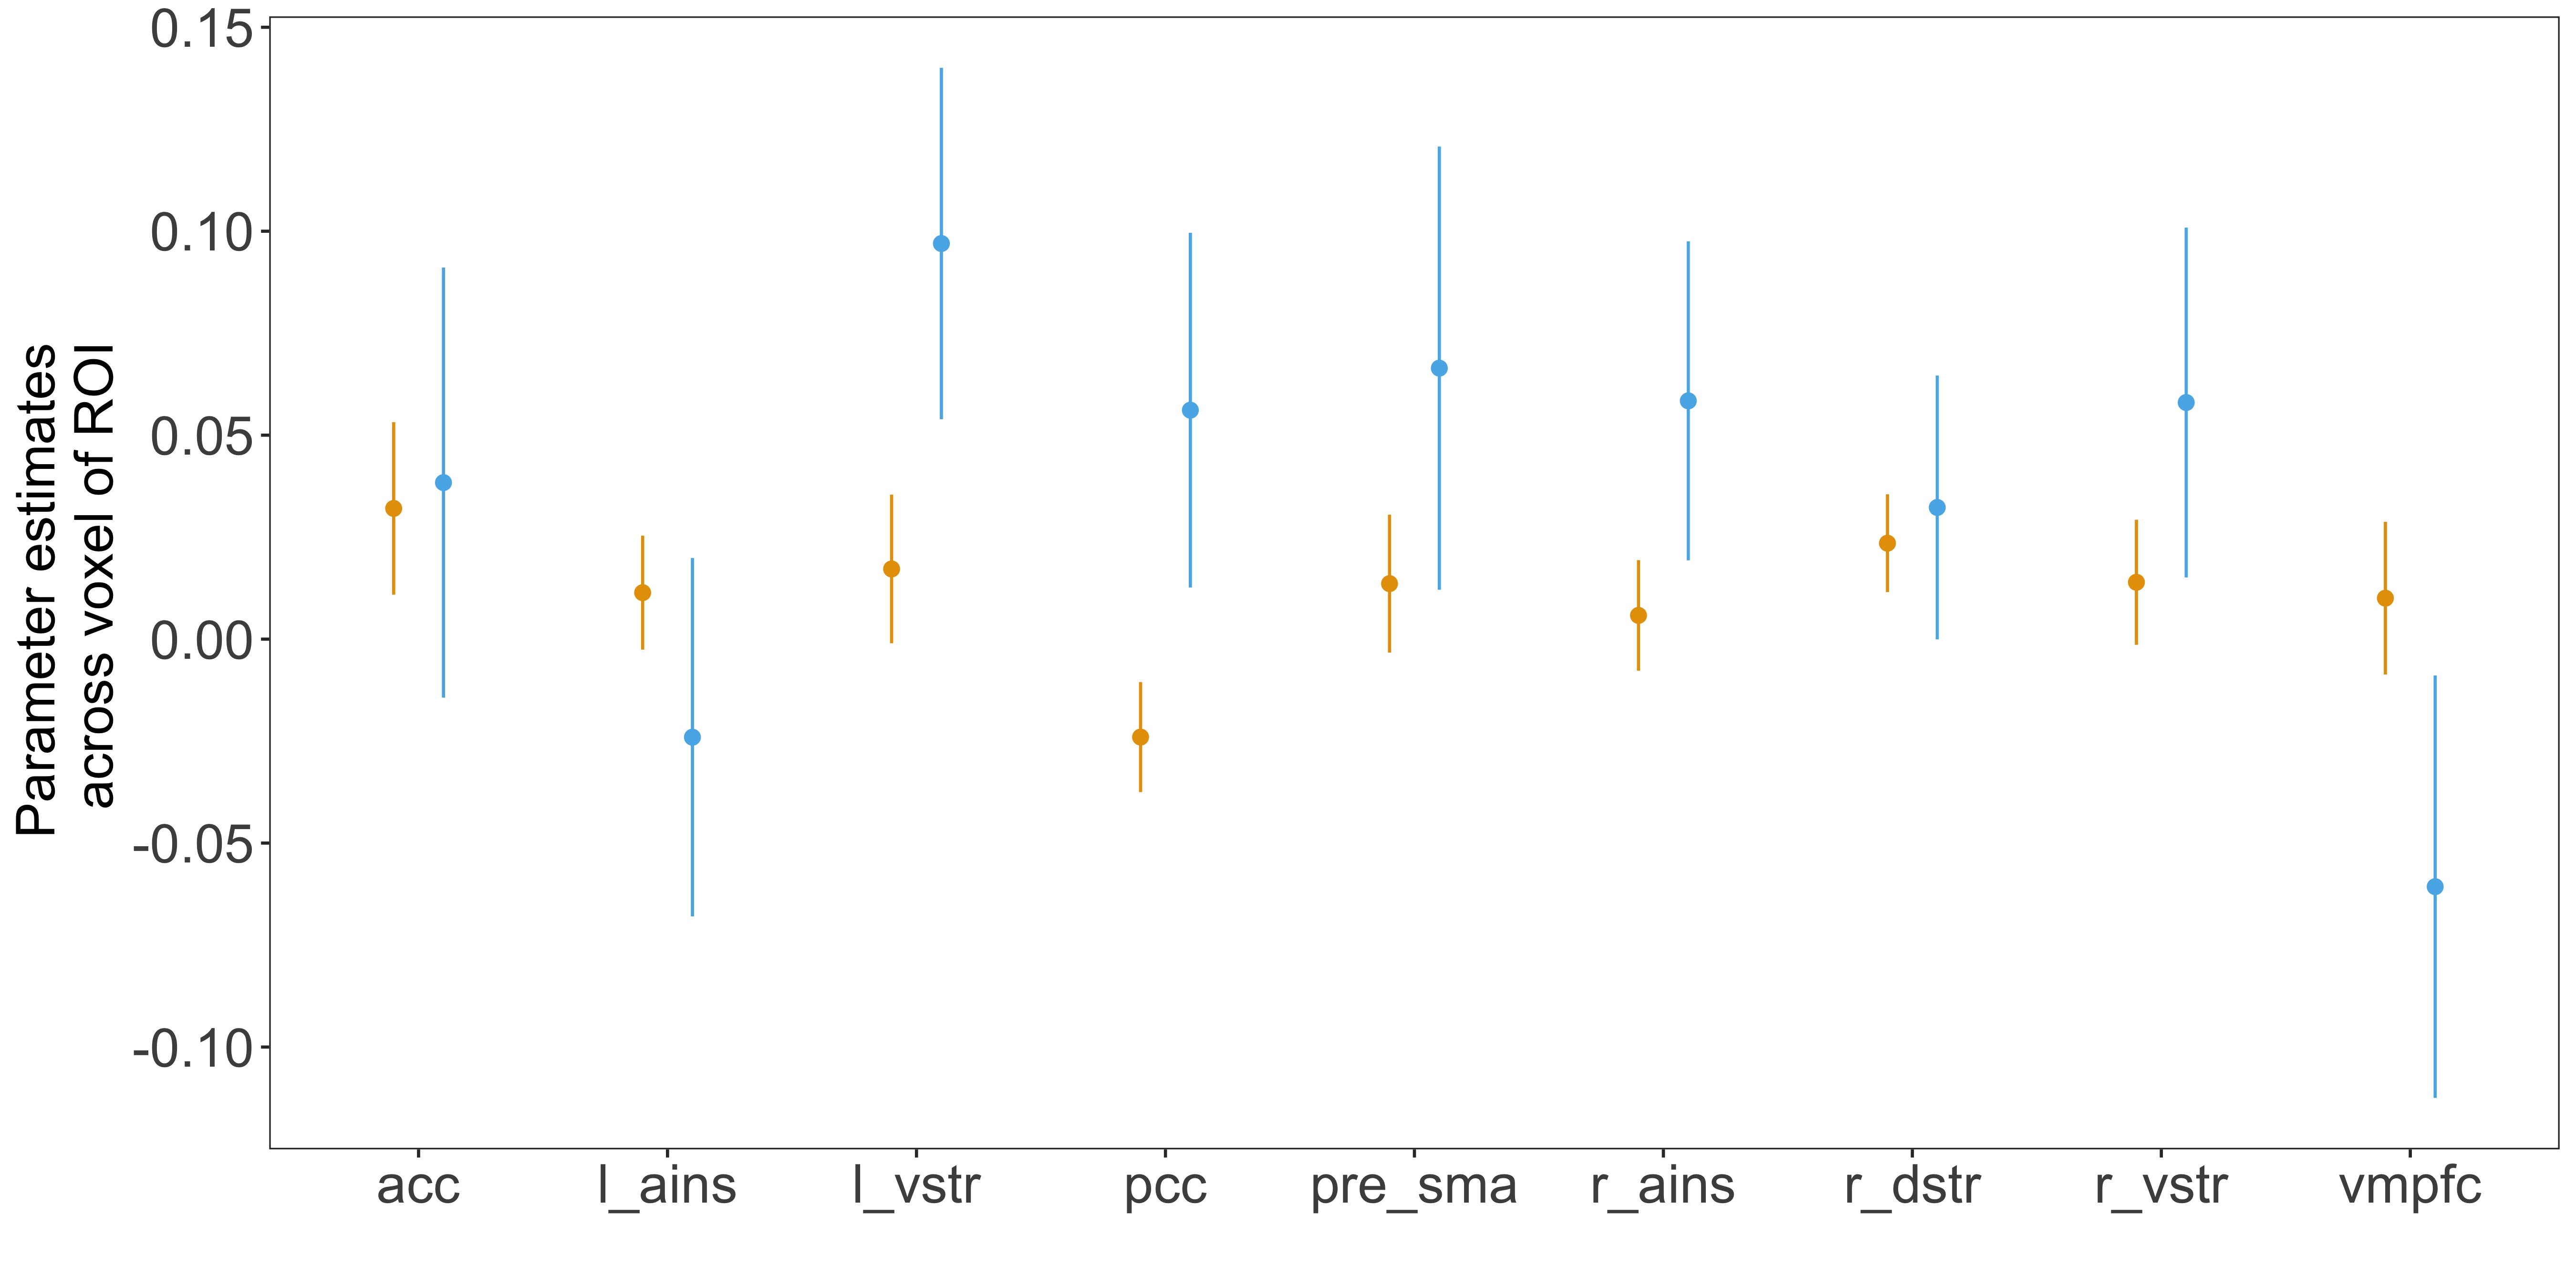 Parameter estimates
across voxel of ROI
0.15
0.10
0.05
0.00
-0.05
-0.10
acc l_ains l_vstr pcc pre_sma r_ains r_dstr r_vstr vmpfc